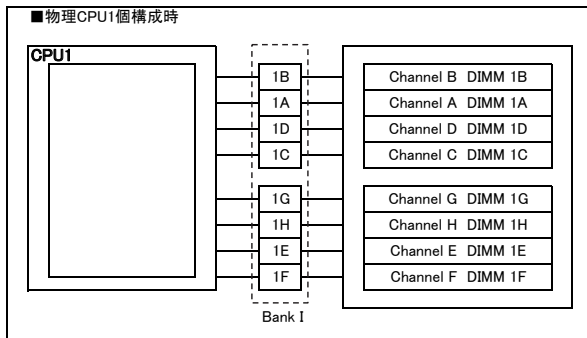 ■物理CPU1個構成時
CPU1
1B Channel B DIMM 1B
1A Channel A DIMM 1A
1D Channel D DIMM 1D
1C Channel C DIMM 1C
1G Channel G DIMM 1G
1H Channel H DIMM 1H
1E Channel E DIMM 1E
1F Channel F DIMM 1F
Bank I